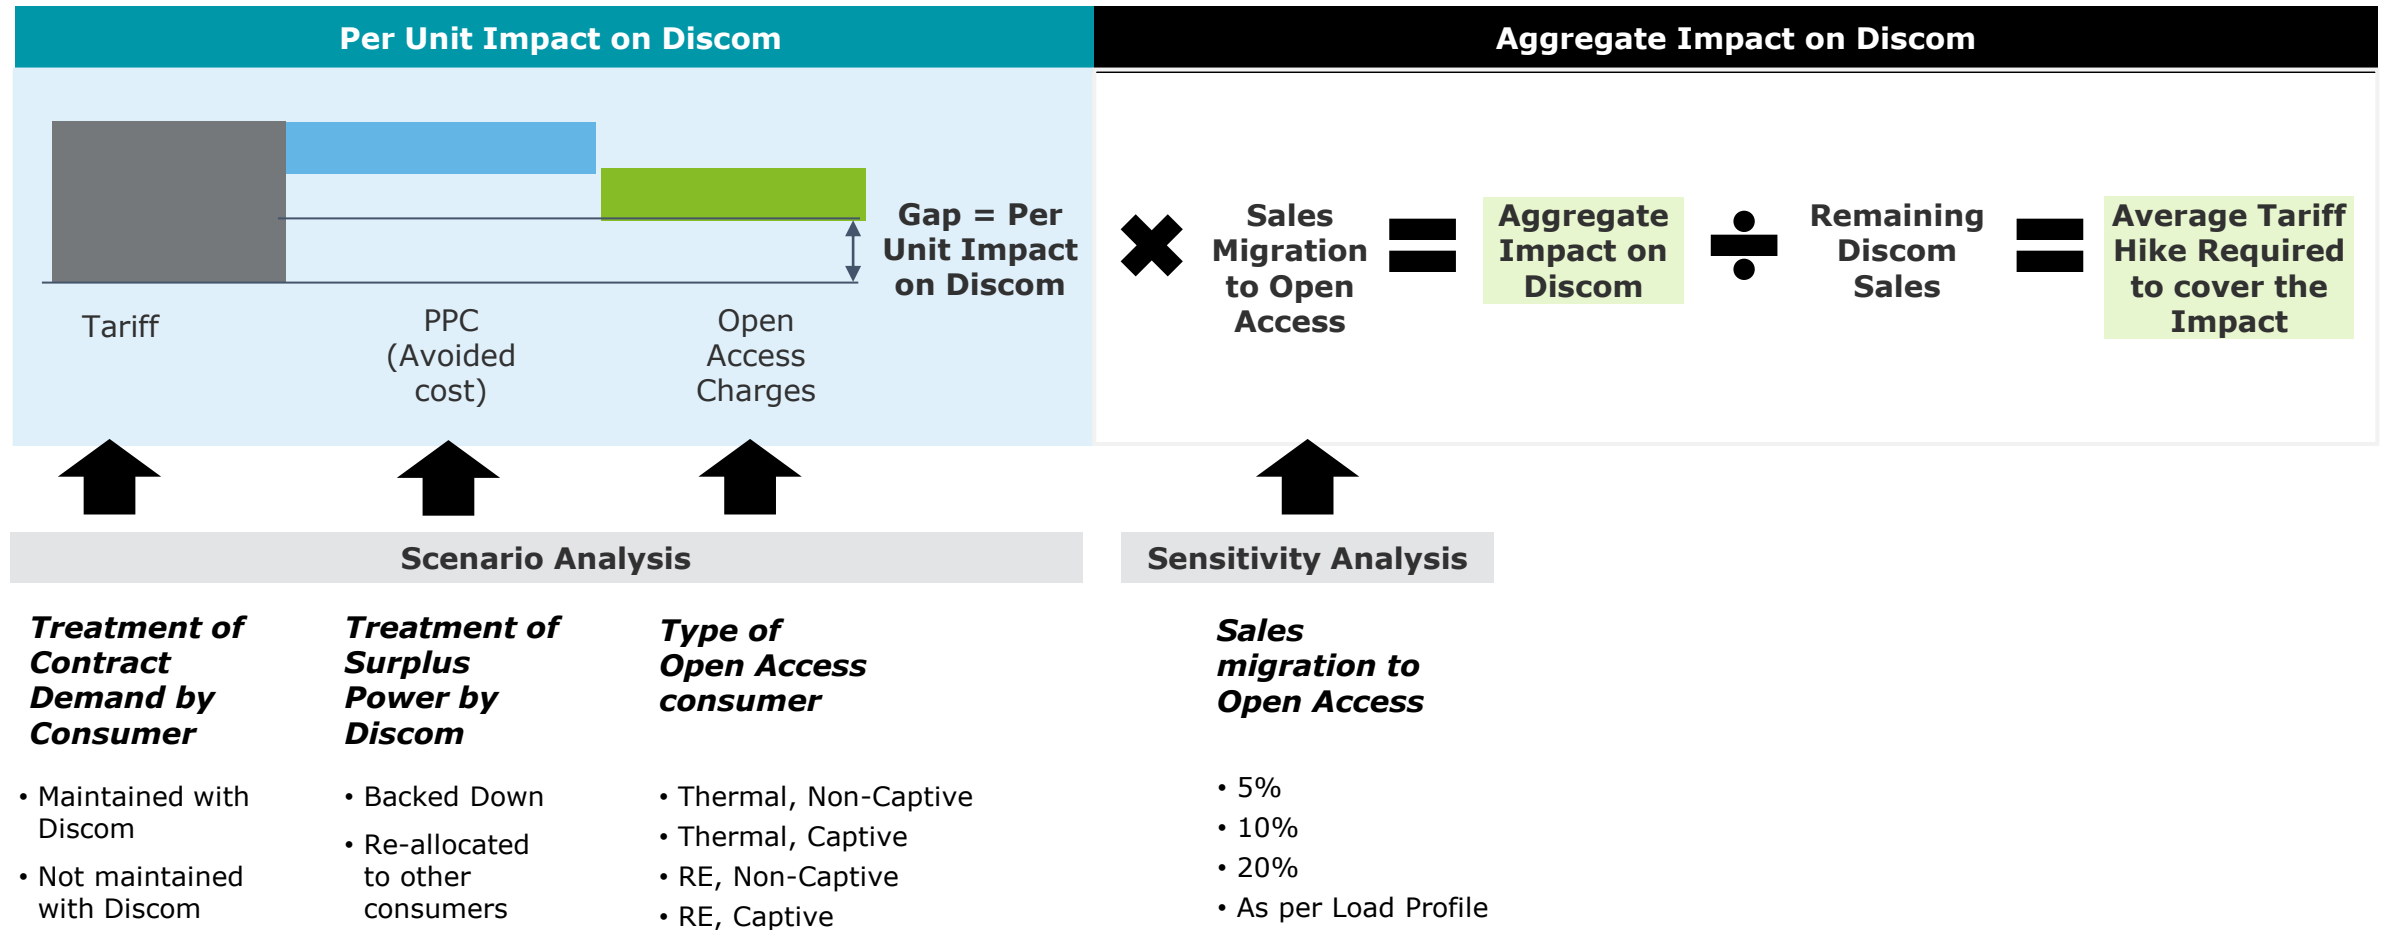 Per Unit Impact on Discom
Aggregate Impact on Discom
Tariff
PPC
(Avoided
cost)
Open
Access
Charges
Gap = Per
Unit Impact
on Discom
Sales
Migration
to Open
Access
Aggregate
Impact on
Discom
Remaining
Discom
Sales
Average Tariff
Hike Required
to cover the
Impact
Scenario Analysis
Sensitivity Analysis
Treatment of
Contract
Demand by
Consumer
• Maintained with
Discom
• Not maintained
with Discom
Treatment of
Surplus
Power by
Discom
• Backed Down
• Re-allocated
to other
consumers
Type of
Open Access
consumer
• Thermal, Non-Captive
• Thermal, Captive
• RE, Non-Captive
• RE, Captive
Sales
migration to
Open Access
• 5%
• 10%
• 20%
• As per Load Profile